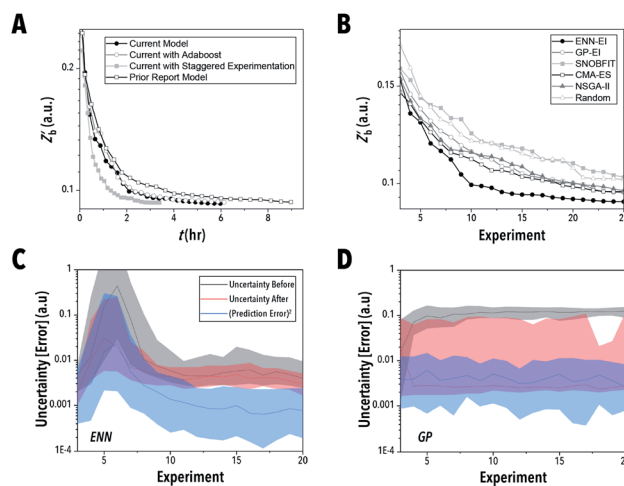 A
Z'b (a.u.)
0.2
0.1
Current Model
Current with Adaboost
Current with Staggered Experimentation
Prior Report Model
0 2 4 6 8
t(hr)
B
Z'b (a.u.)
0.15
0.1
ENN-EI
GP-EI
SNOBFIT
CMA-ES
NSGA-II
Random
5 10 15 20 25
Experiment
C
Uncertainty [Error] (a.u)
1
0.1
0.01
0.001
1E-4
Uncertainty Before
Uncertainty After
(Prediction Error)²
ENN
5 10 15 20
Experiment
D
Uncertainty [Error] (a.u)
1
0.1
0.01
0.001
1E-4
GP
5 10 15 20
Experiment